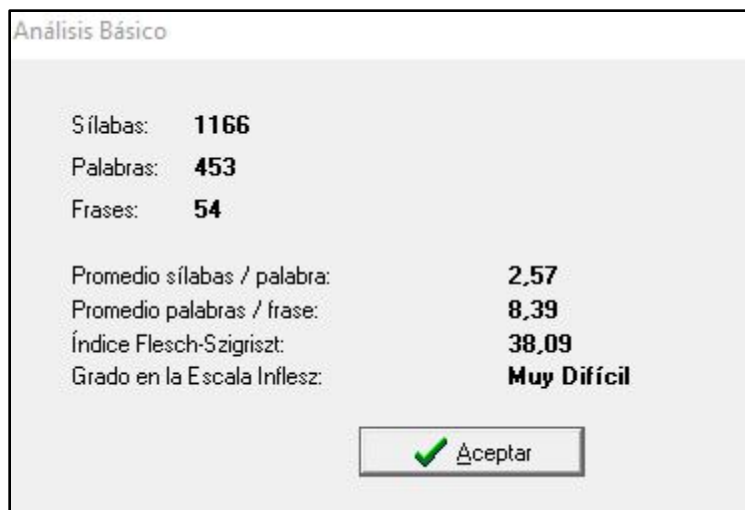 Análisis Básico
Sílabas: 1166
Palabras: 453
Frases: 54
Promedio sílabas / palabra: 2,57
Promedio palabras / frase: 8,39
Índice Flesch-Szigriszt: 38,09
Grado en la Escala Inflesz: Muy Difícil
Aceptar